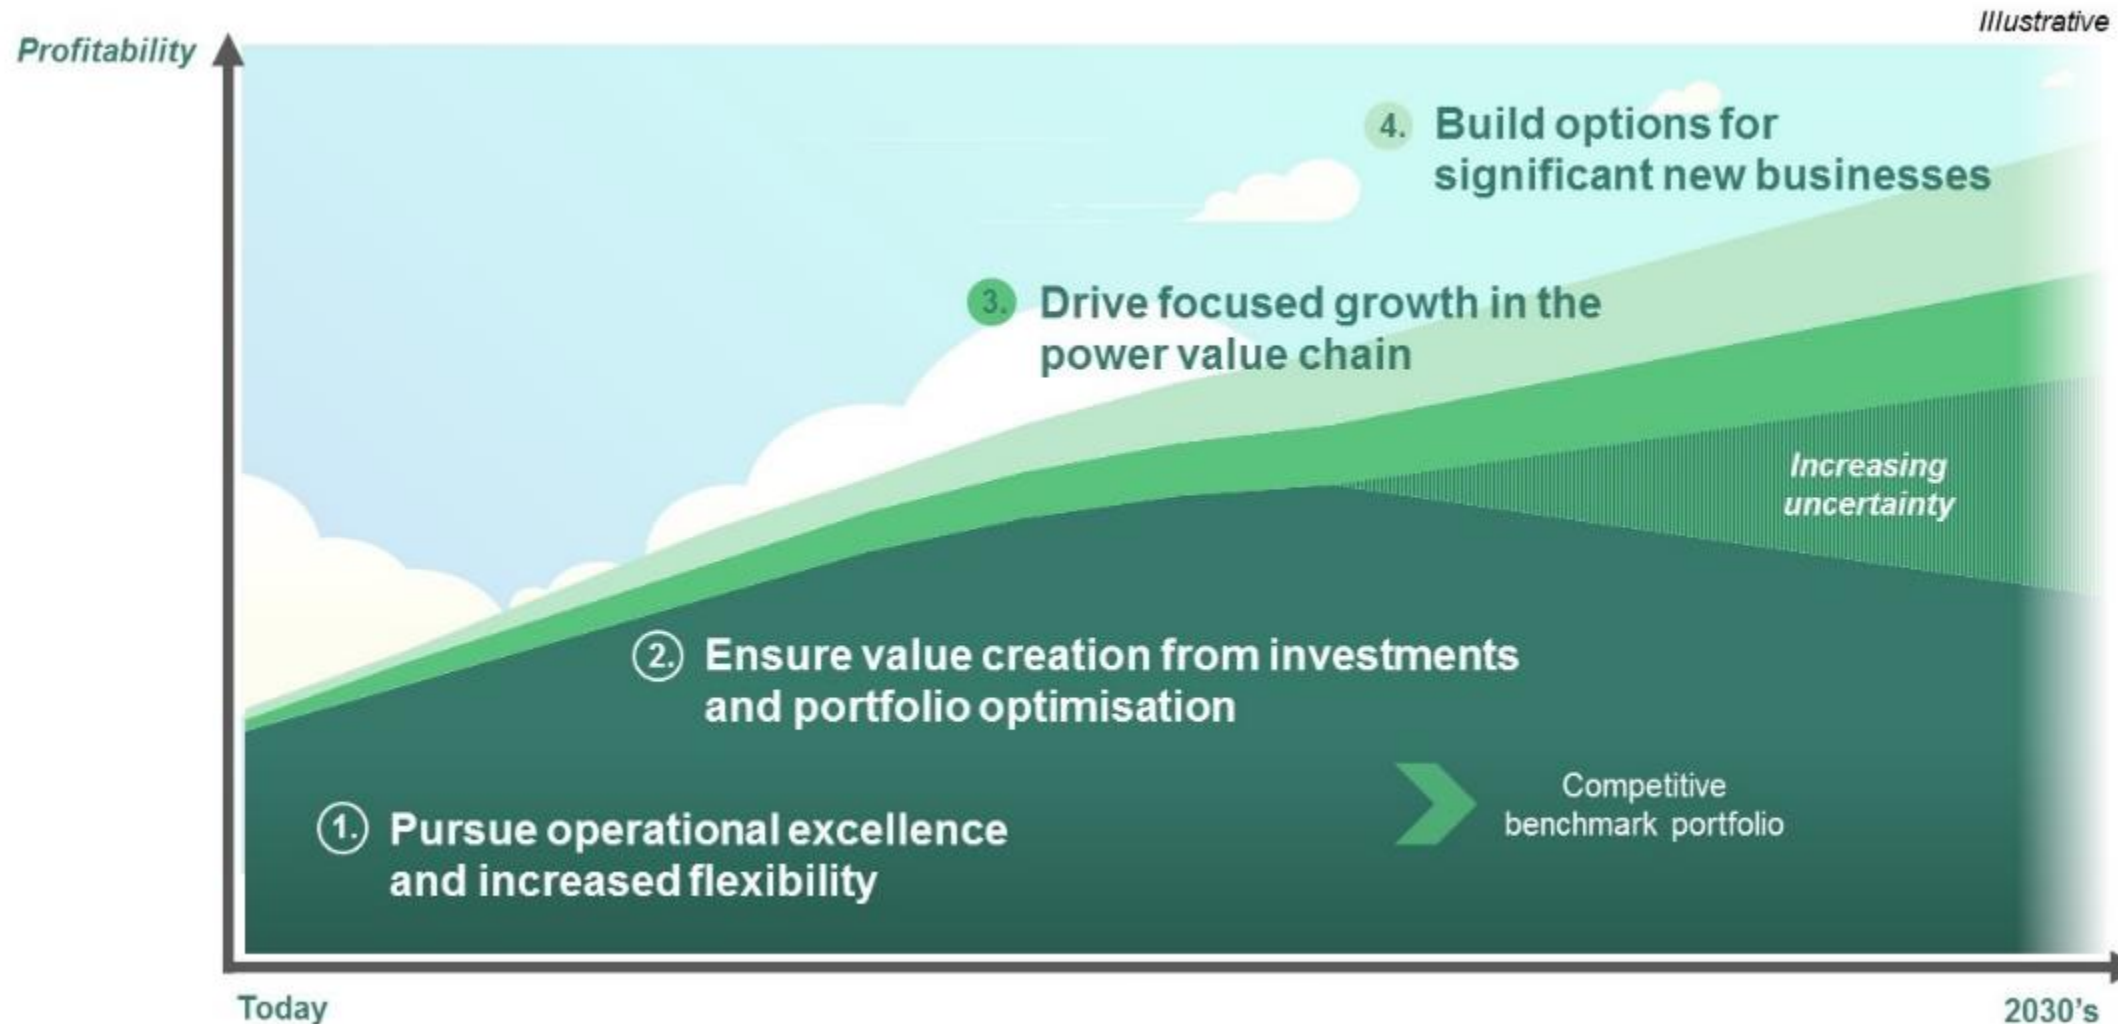 Illustrative
Profitability
4. Build options for
significant new businesses
3. Drive focused growth in the
power value chain
Increasing
uncertainty
2. Ensure value creation from investments
and portfolio optimisation
Competitive
benchmark portfolio
1. Pursue operational excellence
and increased flexibility
Today
2030's